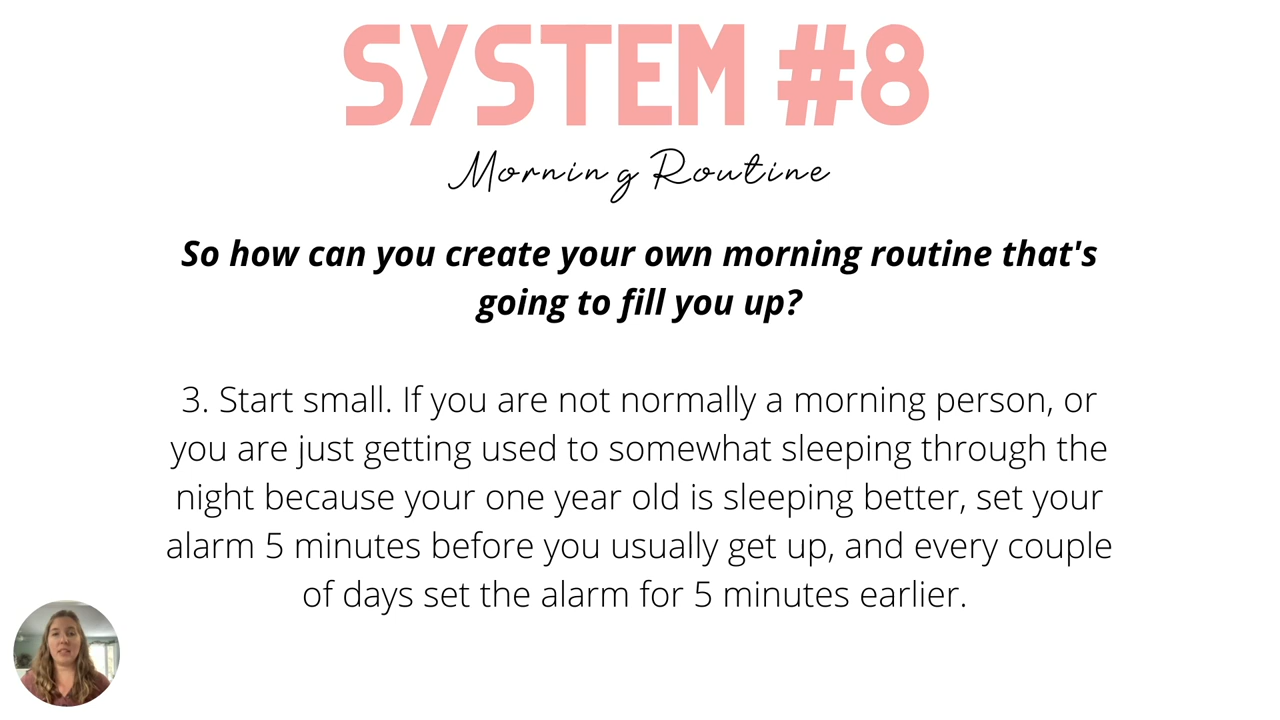 SYSTEM #8
Morning Routine
So how can you create your own morning routine that's
going to fill you up?
3. Start small. If you are not normally a morning person, or
you are just getting used to somewhat sleeping through the
night because your one year old is sleeping better, set your
alarm 5 minutes before you usually get up, and every couple
of days set the alarm for 5 minutes earlier.